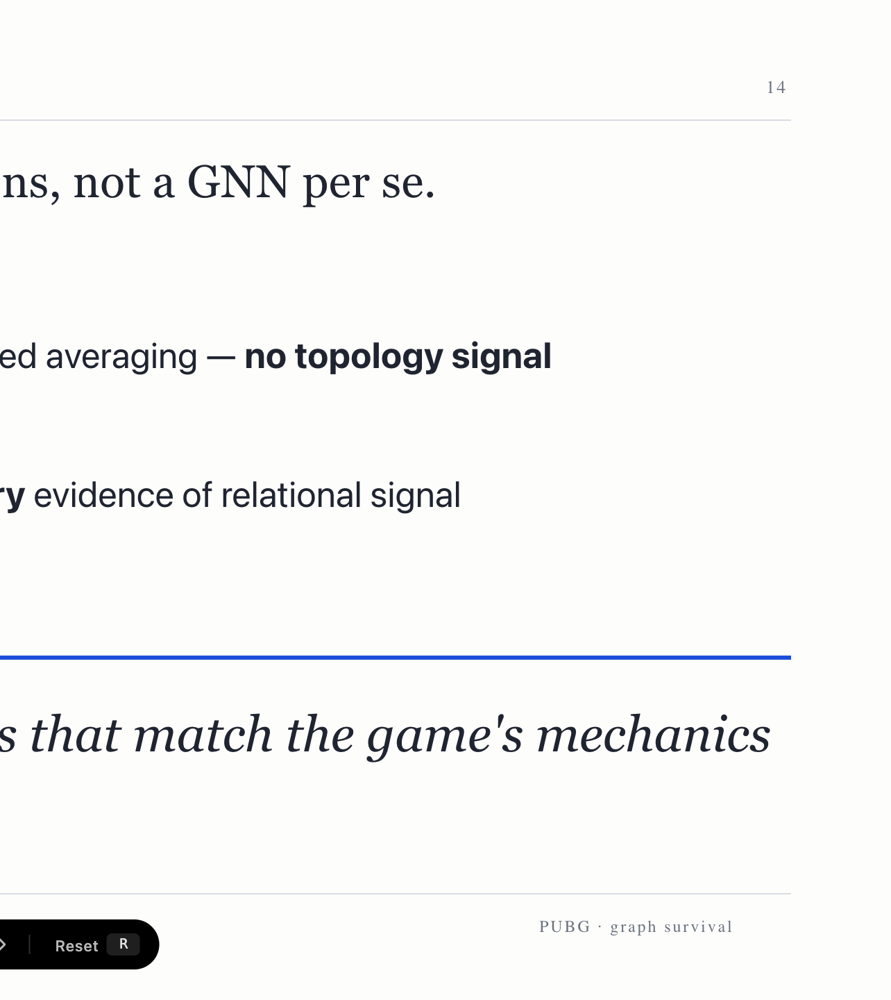 14
ns, not a GNN per se.
ed averaging — no topology signal
ry evidence of relational signal
s that match the game's mechanics
PUBG · graph survival
Reset R